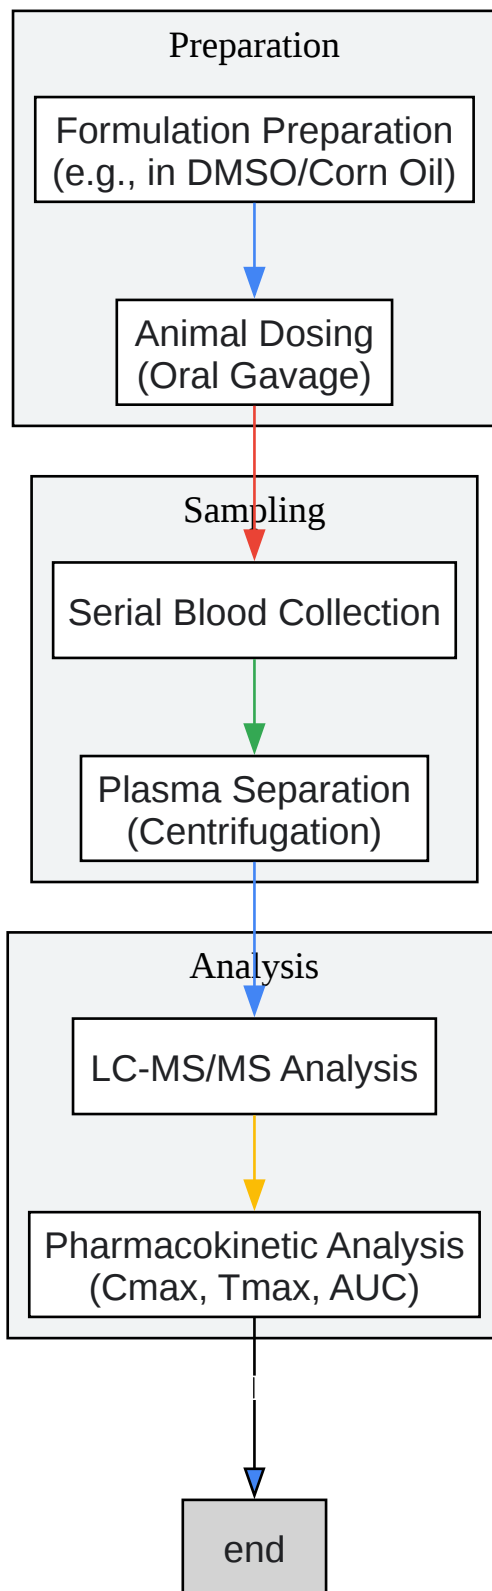 Preparation
Formulation Preparation
(e.g., in DMSO/Corn Oil)
Animal Dosing
(Oral Gavage)
Sampling
Serial Blood Collection
Plasma Separation
(Centrifugation)
Analysis
LC-MS/MS Analysis
Pharmacokinetic Analysis
(Cmax, Tmax, AUC)
end